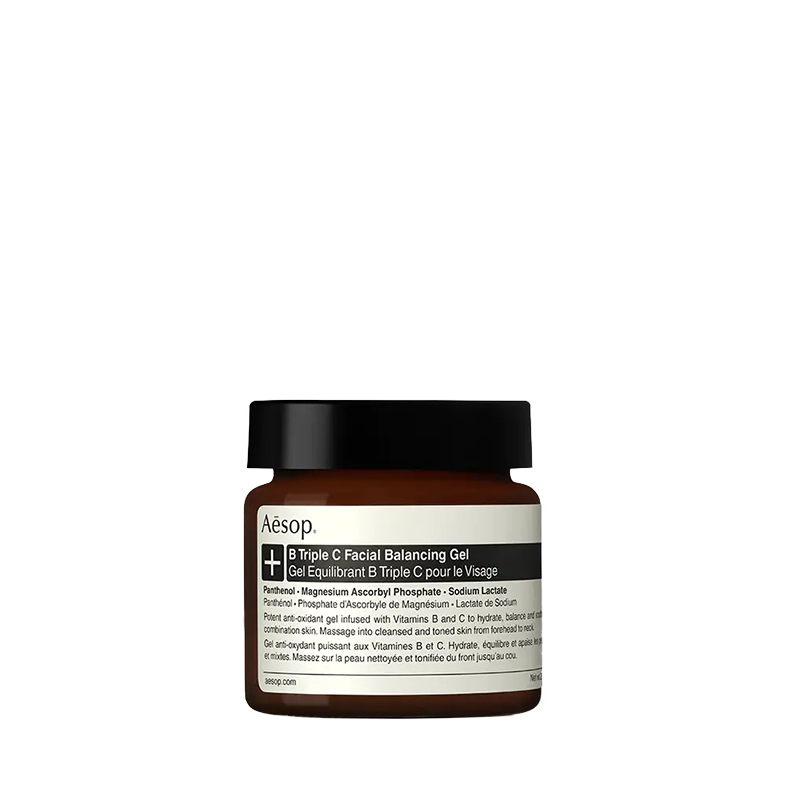 Aēsop.
B Triple C Facial Balancing Gel
Gel Equilibrant B Triple C pour le Visage
Panthenol • Magnesium Ascorbyl Phosphate • Sodium Lactate
Panthénol • Phosphate d'Ascorbyle de Magnésium • Lactate de Sodium
Potent anti-oxidant gel infused with Vitamins B and C to hydrate, balance and
combination skin. Massage into cleansed and toned skin from forehead to neck.
Gel anti-oxydant puissant aux Vitamines B et C. Hydrate, équilibre et apaise les
et mixtes. Massez sur la peau nettoyée et tonifiée du front jusqu'au cou.
aesop.com
Net